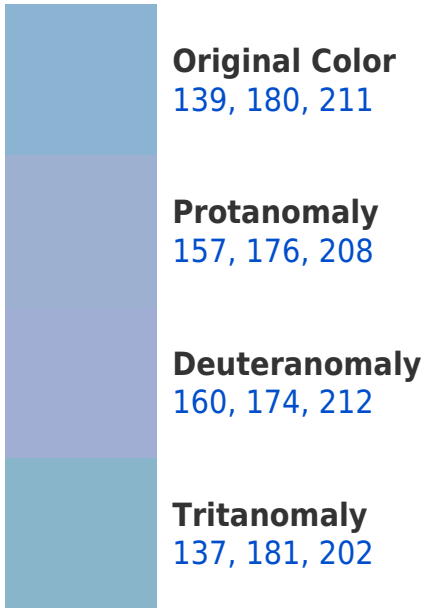 Original Color
139, 180, 211
Protanomaly
157, 176, 208
Deuteranomaly
160, 174, 212
Tritanomaly
137, 181, 202